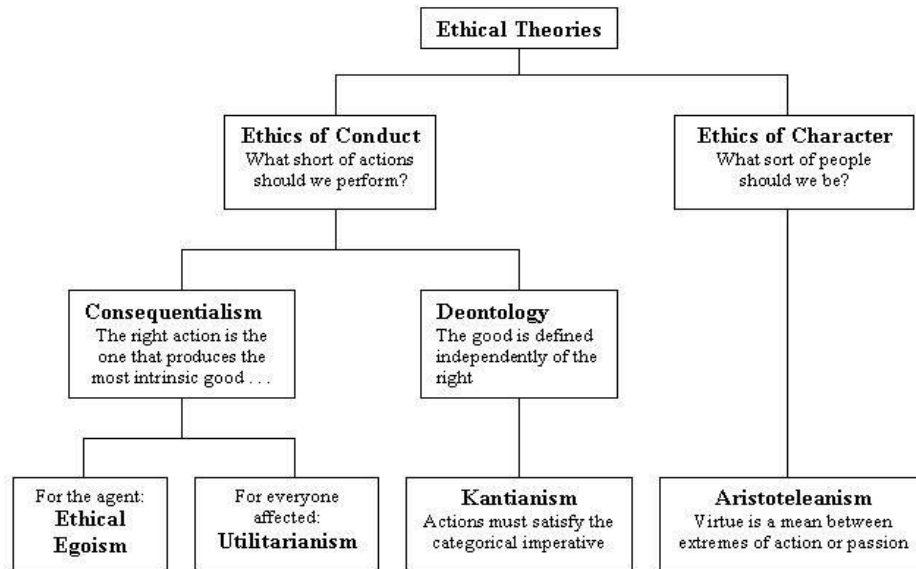 Ethical Theories
Ethics of Conduct
What short of actions
should we perform?
Ethics of Character
What sort of people
should we be?
Consequentialism
The right action is the
one that produces the
most intrinsic good . . .
Deontology
The good is defined
independently of the
right
For the agent:
Ethical
Egoism
For everyone
affected:
Utilitarianism
Kantianism
Actions must satisfy the
categorical imperative
Aristoteleanism
Virtue is a mean between
extremes of action or passion